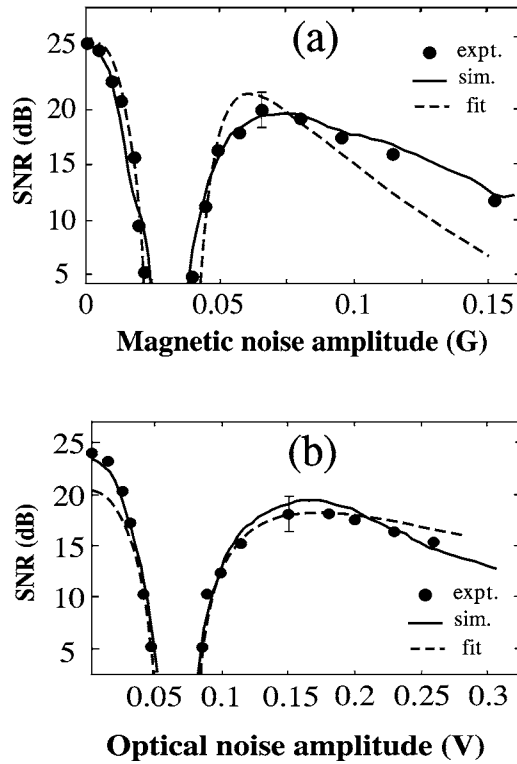 (a)
25
20
15
10
5
SNR (dB)
expt.
sim.
fit
0
0.05
0.1
0.15
Magnetic noise amplitude (G)
(b)
25
20
15
10
5
SNR (dB)
expt.
sim.
fit
0.05
0.1
0.15
0.2
0.25
0.3
Optical noise amplitude (V)